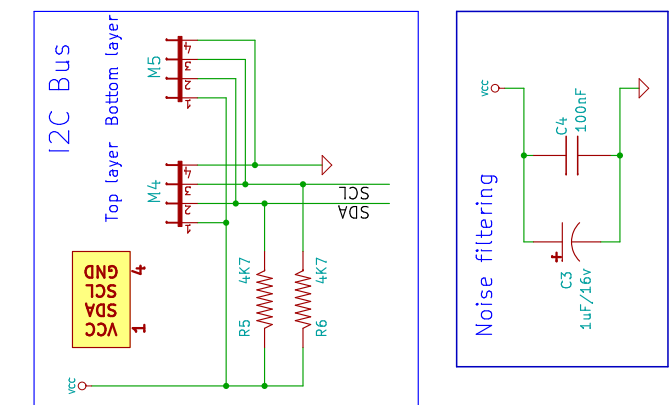 I2C Bus
Top layer Bottom layer
M5
4
3
2
1
M4
4
3
2
1
SCL
SDA
GND 4
SCL
SDA
VCC 1
R5 4K7
R6 4K7
vcc
Noise filtering
vcc
C4
100nF
C3
1uF/16v
+